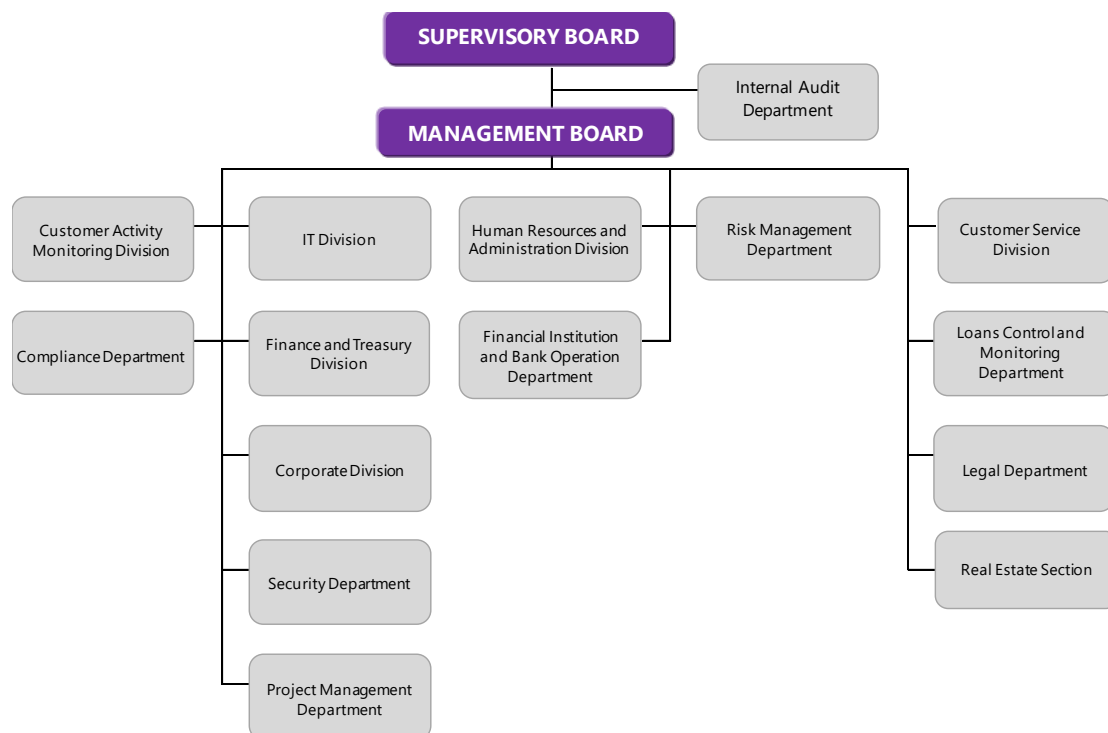 SUPERVISORY BOARD
Internal Audit
Department
MANAGEMENT BOARD
Customer Activity
Monitoring Division
IT Division
Human Resources and
Administration Division
Risk Management
Department
Customer Service
Division
Compliance Department
Finance and Treasury
Division
Financial Institution
and Bank Operation
Department
Loans Control and
Monitoring
Department
Corporate Division
Legal Department
Security Department
Real Estate Section
Project Management
Department